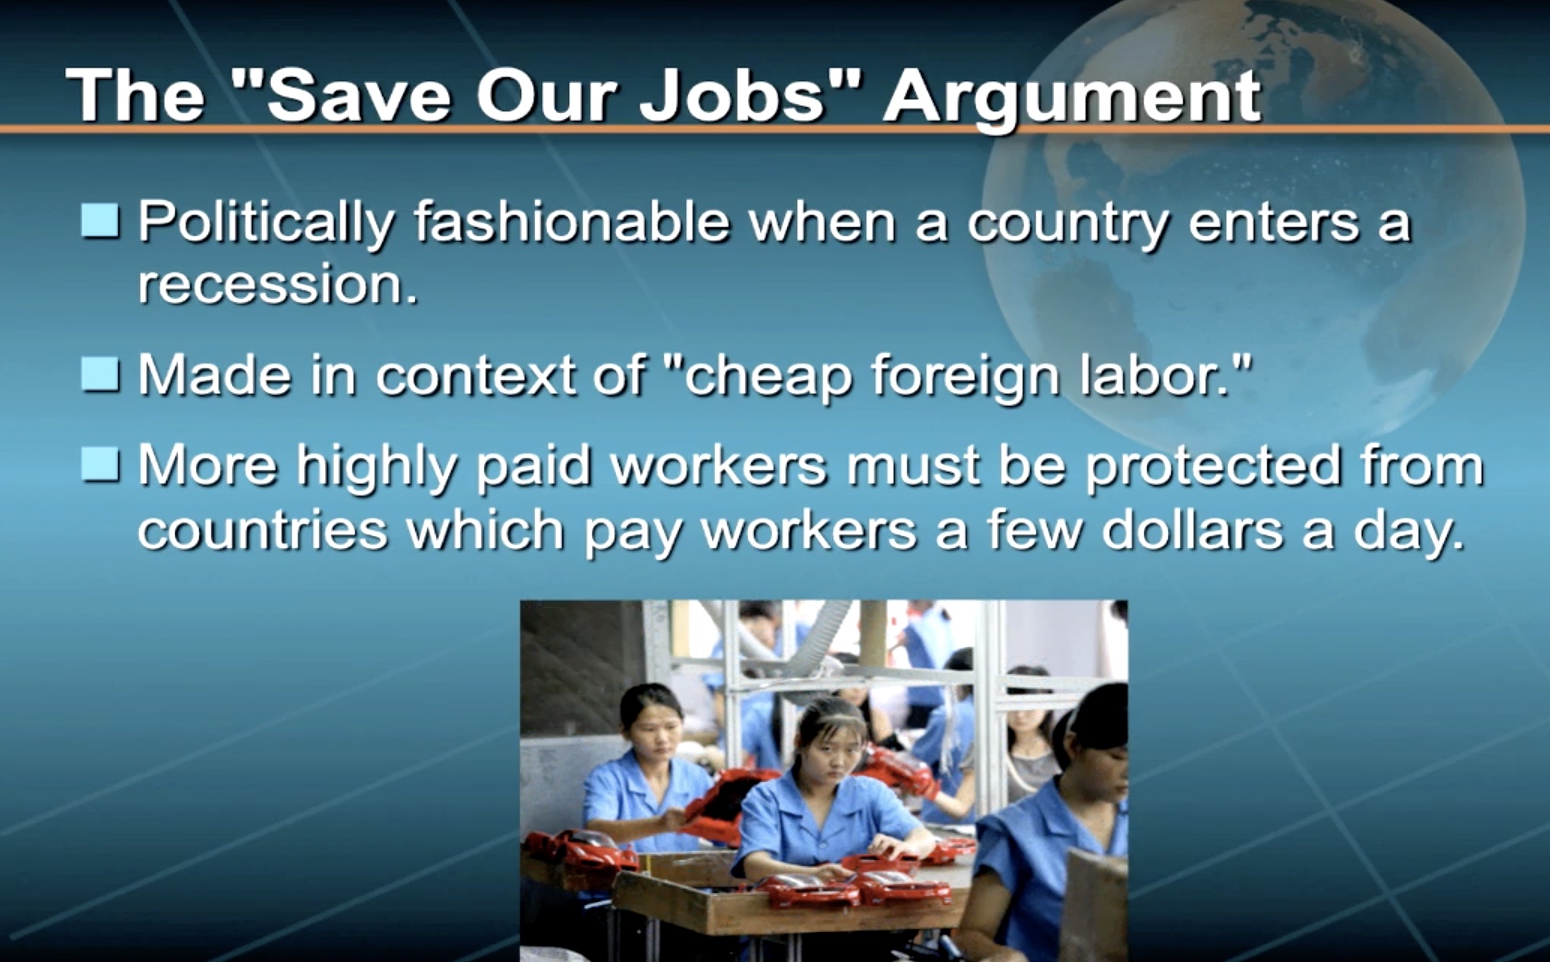 The "Save Our Jobs" Argument
Politically fashionable when a country enters a
recession.
Made in context of "cheap foreign labor."
More highly paid workers must be protected from
countries which pay workers a few dollars a day.